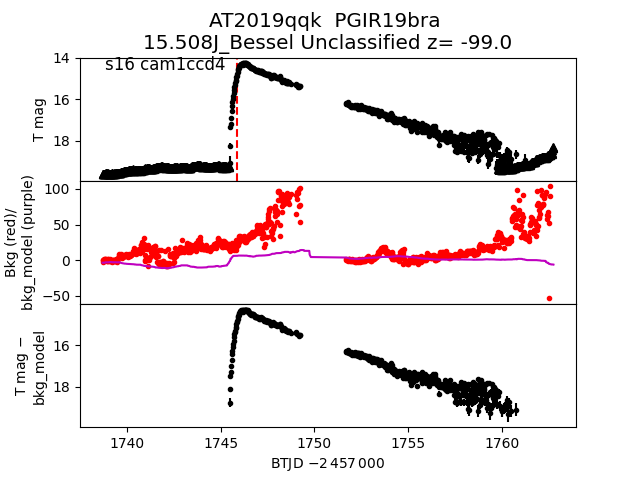 AT2019qqk  PGIR19bra
15.508J_Bessel Unclassified z= -99.0
s16 cam1ccd4
14
16
18
T mag
100
50
0
−50
Bkg (red)/
bkg_model (purple)
16
18
T mag −
bkg_model
1740
1745
1750
1755
1760
BTJD −2 457 000